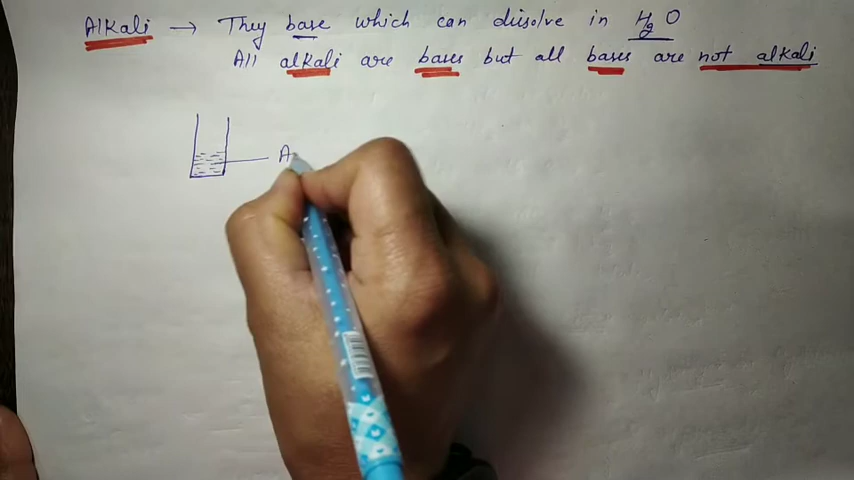 Alkali → They base which can dissolve in H2O
All alkali are bases but all bases are not alkali
A